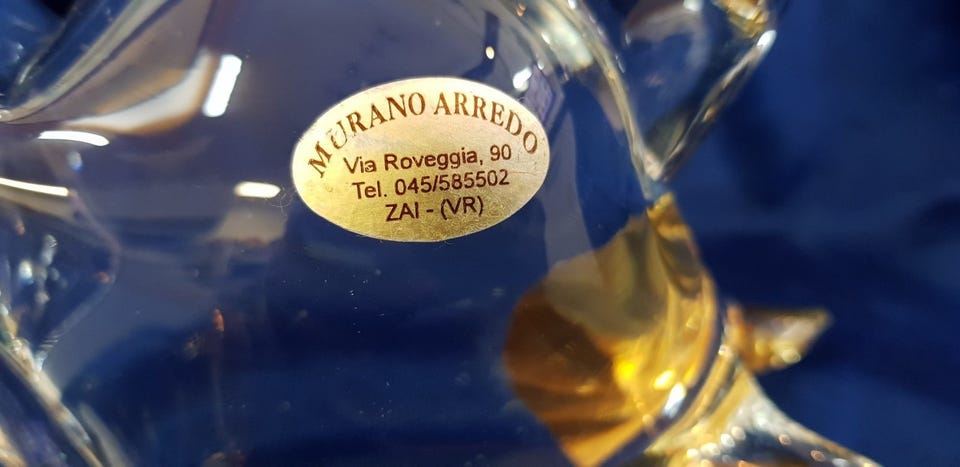 MURANO ARREDO
Via Roveggia, 90
Tel. 045/585502
ZAI - (VR)